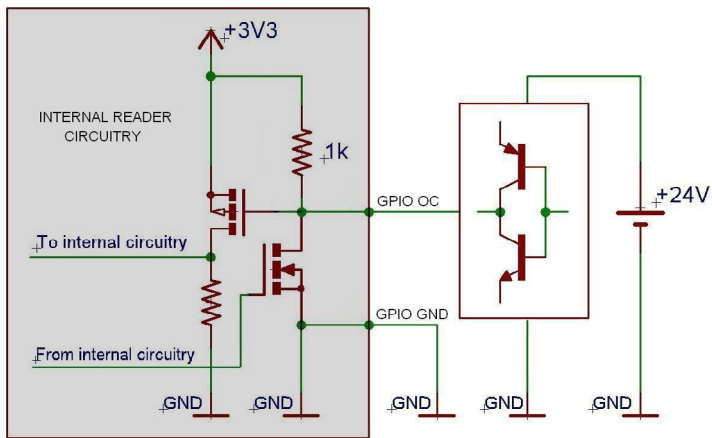 +3V3
INTERNAL READER
CIRCUITRY
1k
GPIO OC
+24V
To internal circuitry
GPIO GND
From internal circuitry
GND
GND
GND
GND
GND